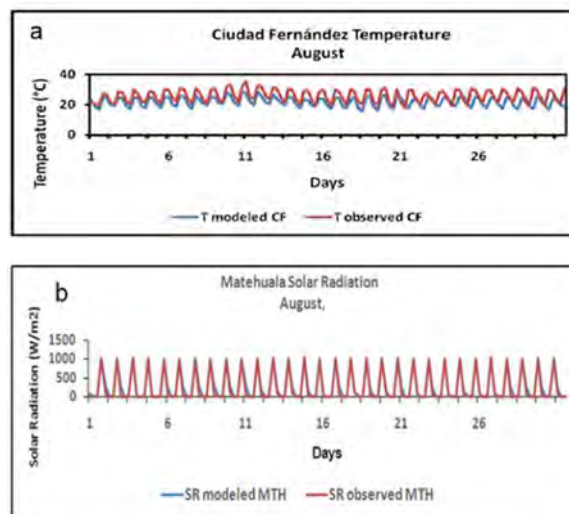 a
Ciudad Fernández Temperature
August
Temperature (°C)
40
20
0
1 6 11 16 21 26
Days
T modeled CF T observed CF
b
Matehuala Solar Radiation
August,
Solar Radiation (W/m2)
1500
1000
500
0
1 6 11 16 21 26
Days
SR modeled MTH SR observed MTH